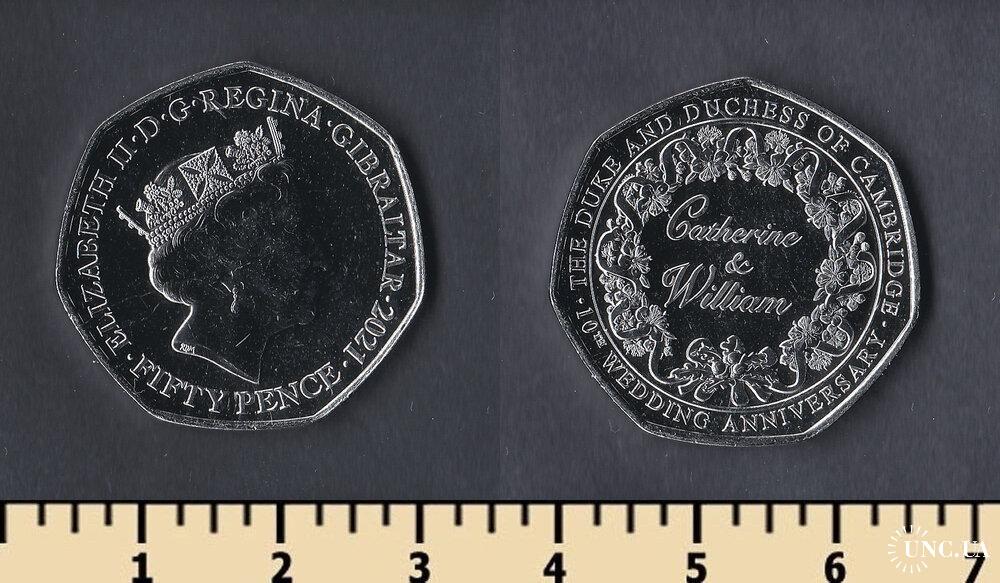 ELIZABETH II · D · G · REGINA · GIBRALTAR · 2021 ·
FIFTY PENCE ·
RDM
· THE DUKE AND DUCHESS OF CAMBRIDGE ·
10TH WEDDING ANNIVERSARY
Catherine
&
William
1 2 3 4 5 6 7
UNC.UA